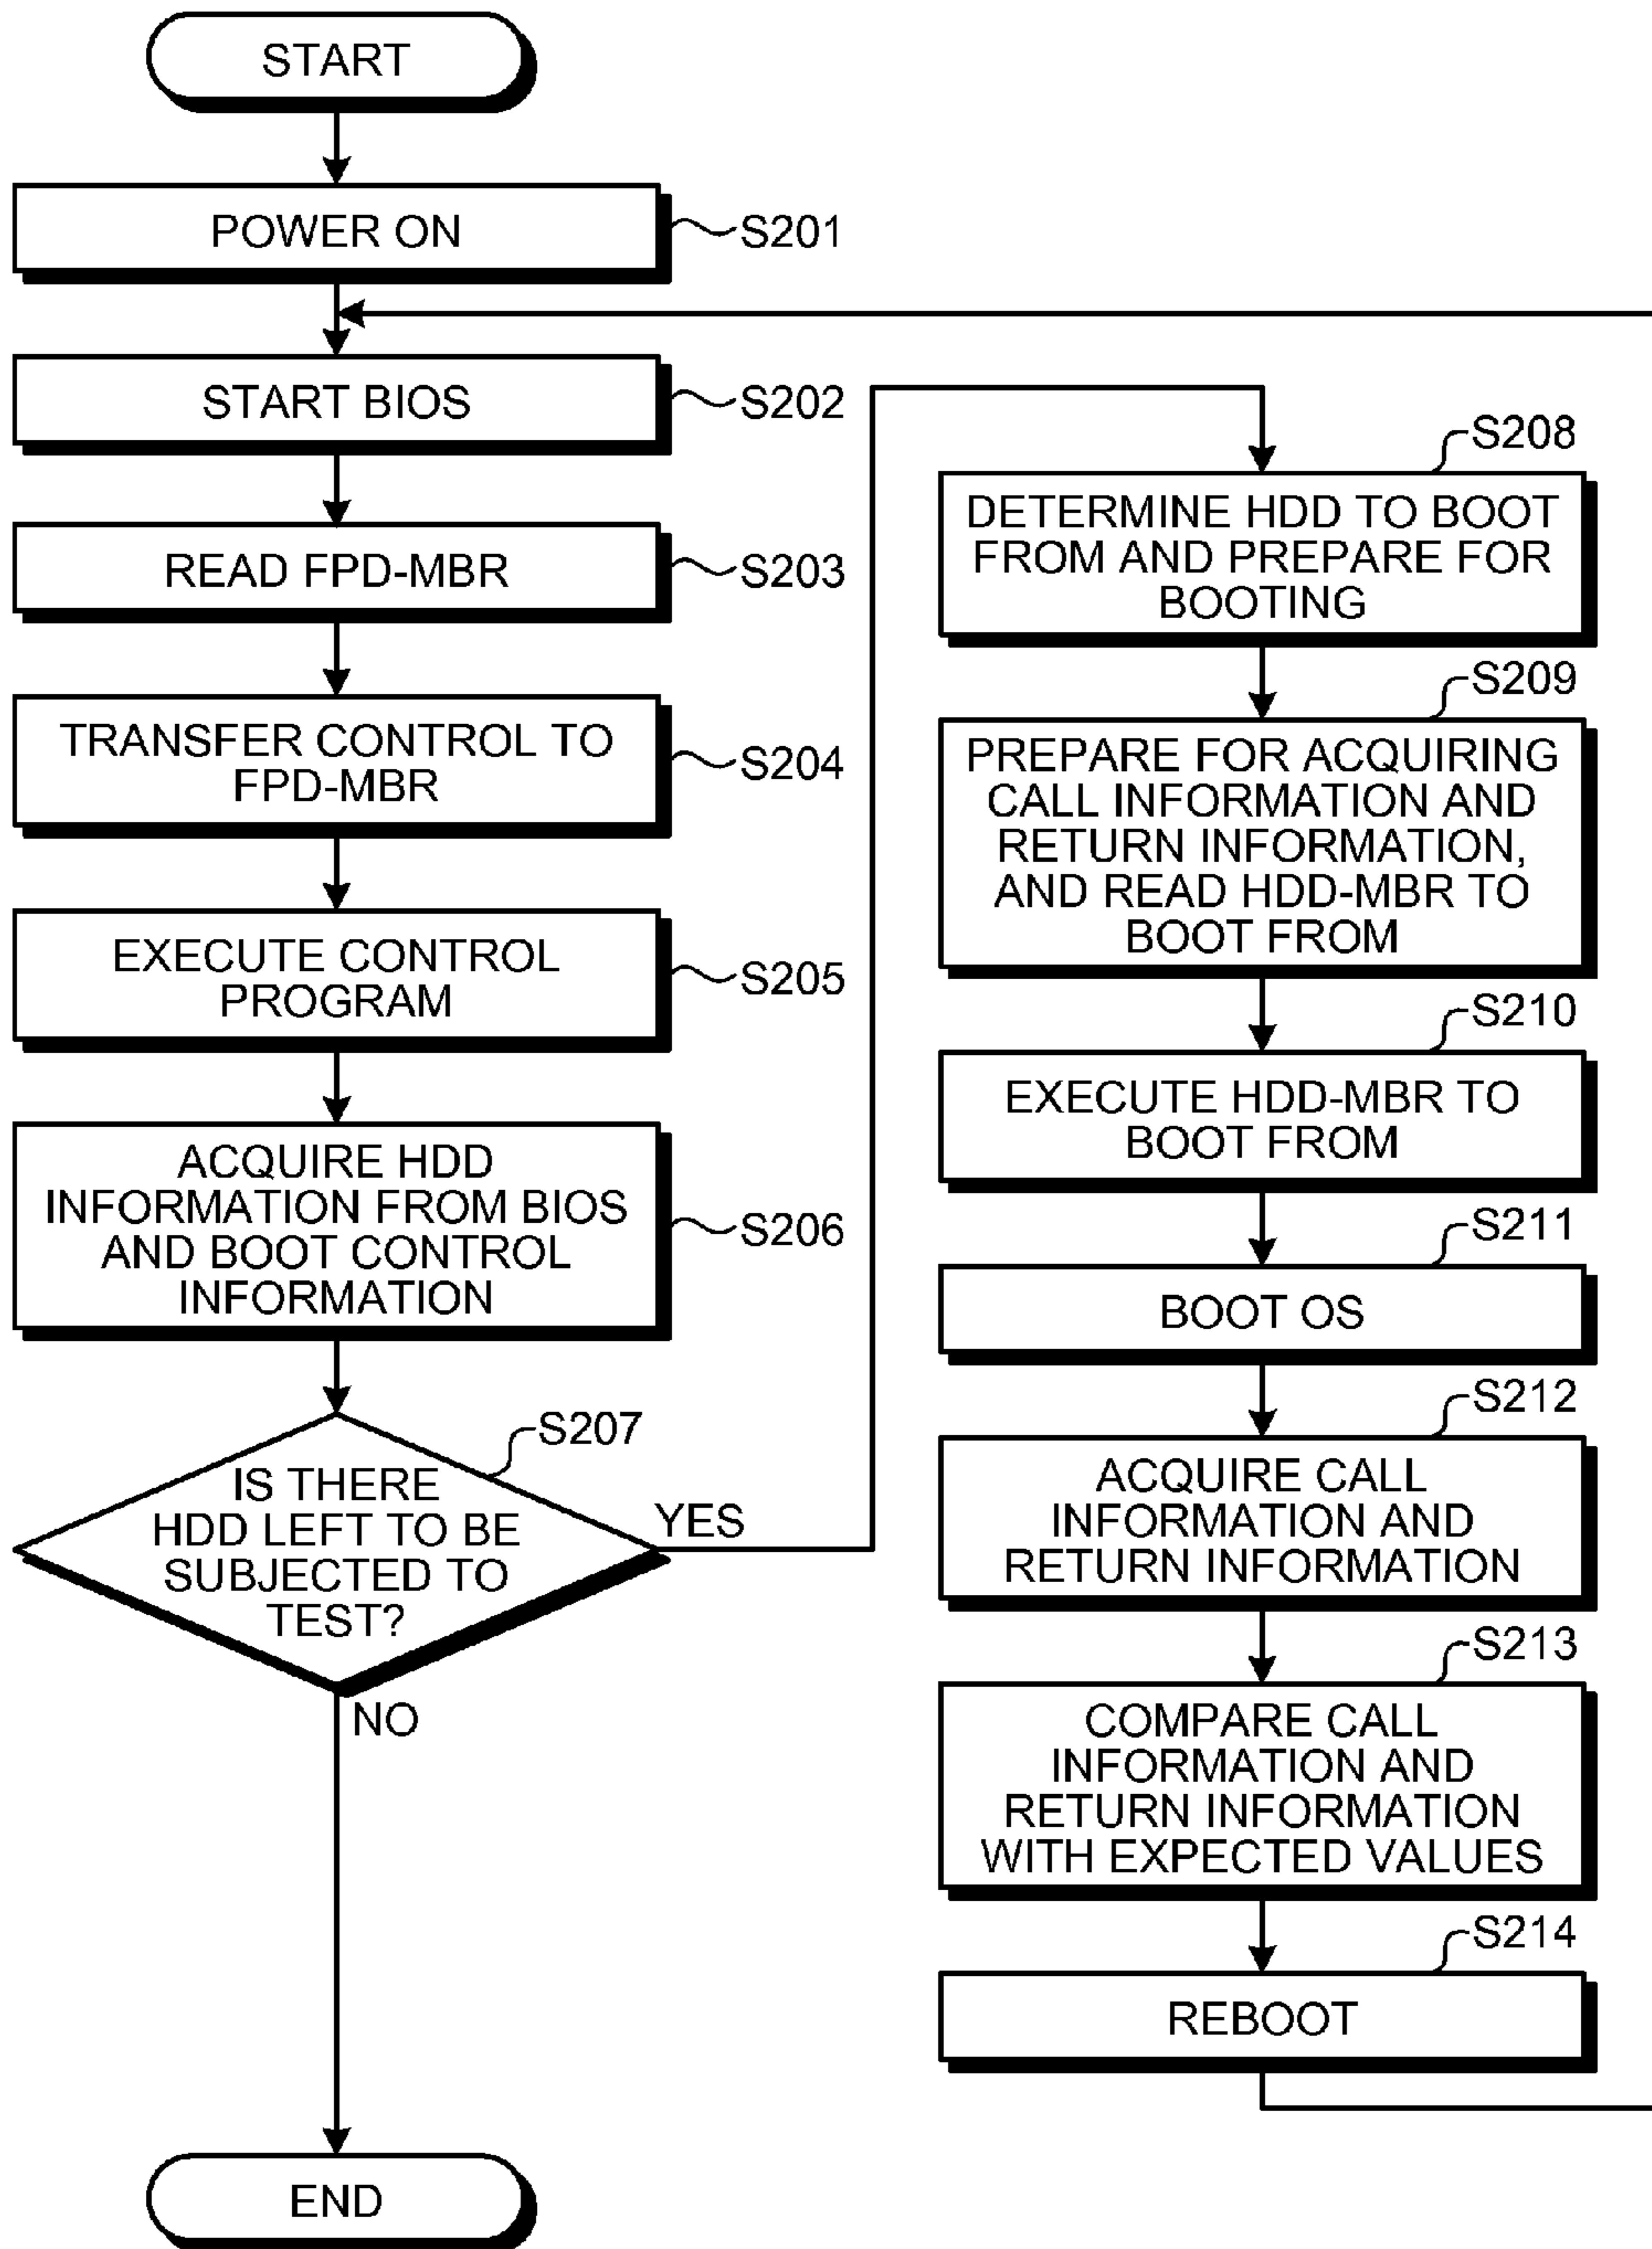 START
POWER ON
S201
START BIOS
S202
READ FPD-MBR
S203
TRANSFER CONTROL TO
FPD-MBR
S204
EXECUTE CONTROL
PROGRAM
S205
ACQUIRE HDD
INFORMATION FROM BIOS
AND BOOT CONTROL
INFORMATION
S206
S207
IS THERE
HDD LEFT TO BE
SUBJECTED TO
TEST?
YES
NO
END
S208
DETERMINE HDD TO BOOT
FROM AND PREPARE FOR
BOOTING
S209
PREPARE FOR ACQUIRING
CALL INFORMATION AND
RETURN INFORMATION,
AND READ HDD-MBR TO
BOOT FROM
S210
EXECUTE HDD-MBR TO
BOOT FROM
S211
BOOT OS
S212
ACQUIRE CALL
INFORMATION AND
RETURN INFORMATION
S213
COMPARE CALL
INFORMATION AND
RETURN INFORMATION
WITH EXPECTED VALUES
S214
REBOOT